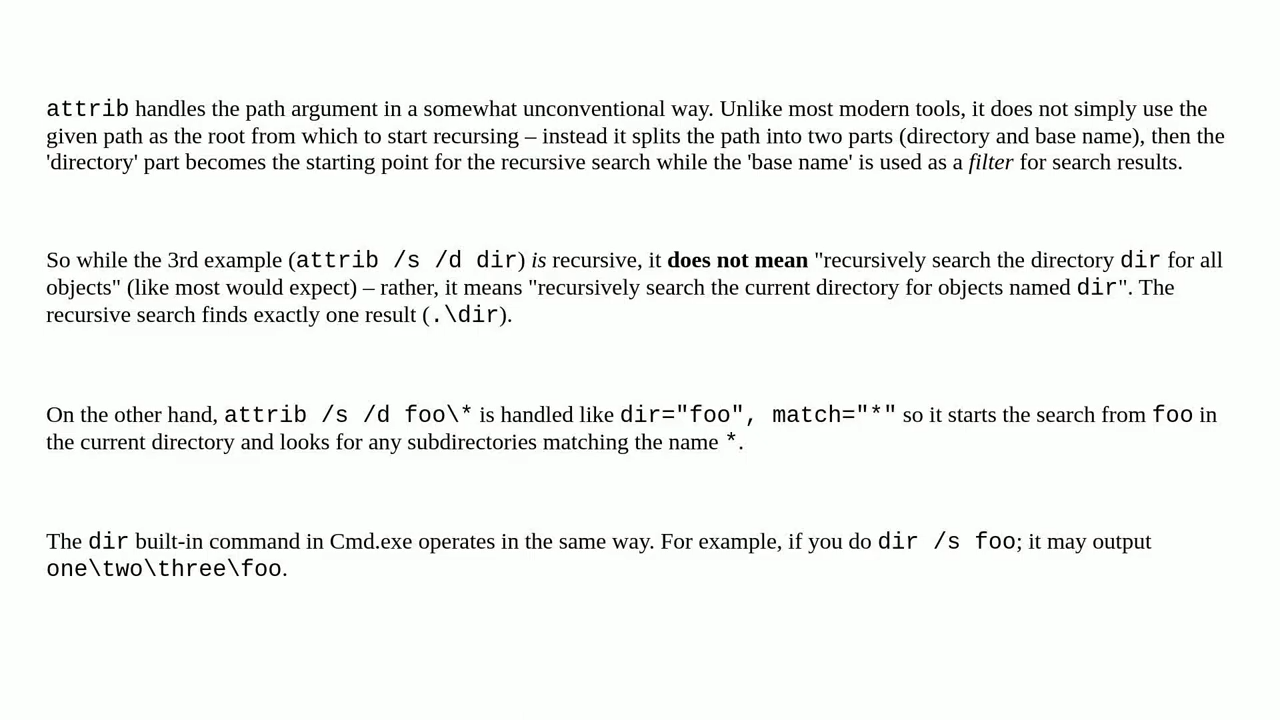 attrib handles the path argument in a somewhat unconventional way. Unlike most modern tools, it does not simply use the
given path as the root from which to start recursing – instead it splits the path into two parts (directory and base name), then the
'directory' part becomes the starting point for the recursive search while the 'base name' is used as a filter for search results.
So while the 3rd example (attrib /s /d dir) is recursive, it does not mean "recursively search the directory dir for all
objects" (like most would expect) – rather, it means "recursively search the current directory for objects named dir". The
recursive search finds exactly one result (.\dir).
On the other hand, attrib /s /d foo\* is handled like dir="foo", match="*" so it starts the search from foo in
the current directory and looks for any subdirectories matching the name *.
The dir built-in command in Cmd.exe operates in the same way. For example, if you do dir /s foo; it may output
one\two\three\foo.